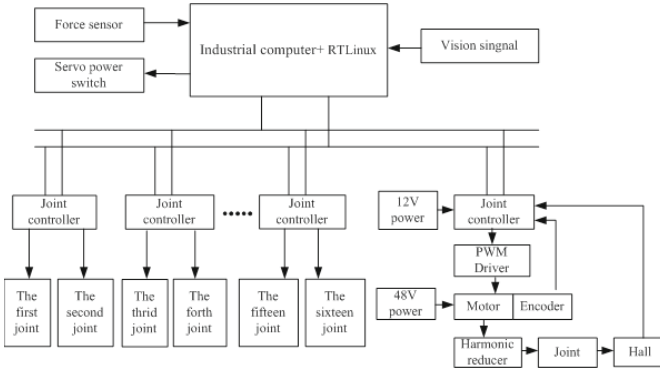 Force sensor
Industrial computer+ RTLinux
Vision singnal
Servo power
switch
Joint
controller
Joint
controller
Joint
controller
12V
power
Joint
controller
PWM
Driver
The
first
joint
The
second
joint
The
thrid
joint
The
forth
joint
The
fifteen
joint
The
sixteen
joint
48V
power
Motor
Encoder
Harmonic
reducer
Joint
Hall